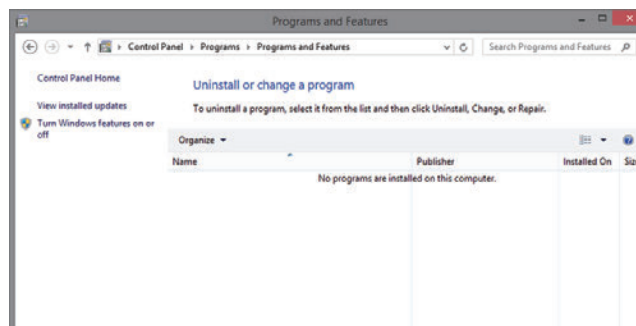 Programs and Features
Control Panel Programs Programs and Features Search Programs and Features
Control Panel Home
Uninstall or change a program
View installed updates
To uninstall a program, select it from the list and then click Uninstall, Change, or Repair.
Turn Windows features on or
off
Organize
Name Publisher Installed On Siz
No programs are installed on this computer.